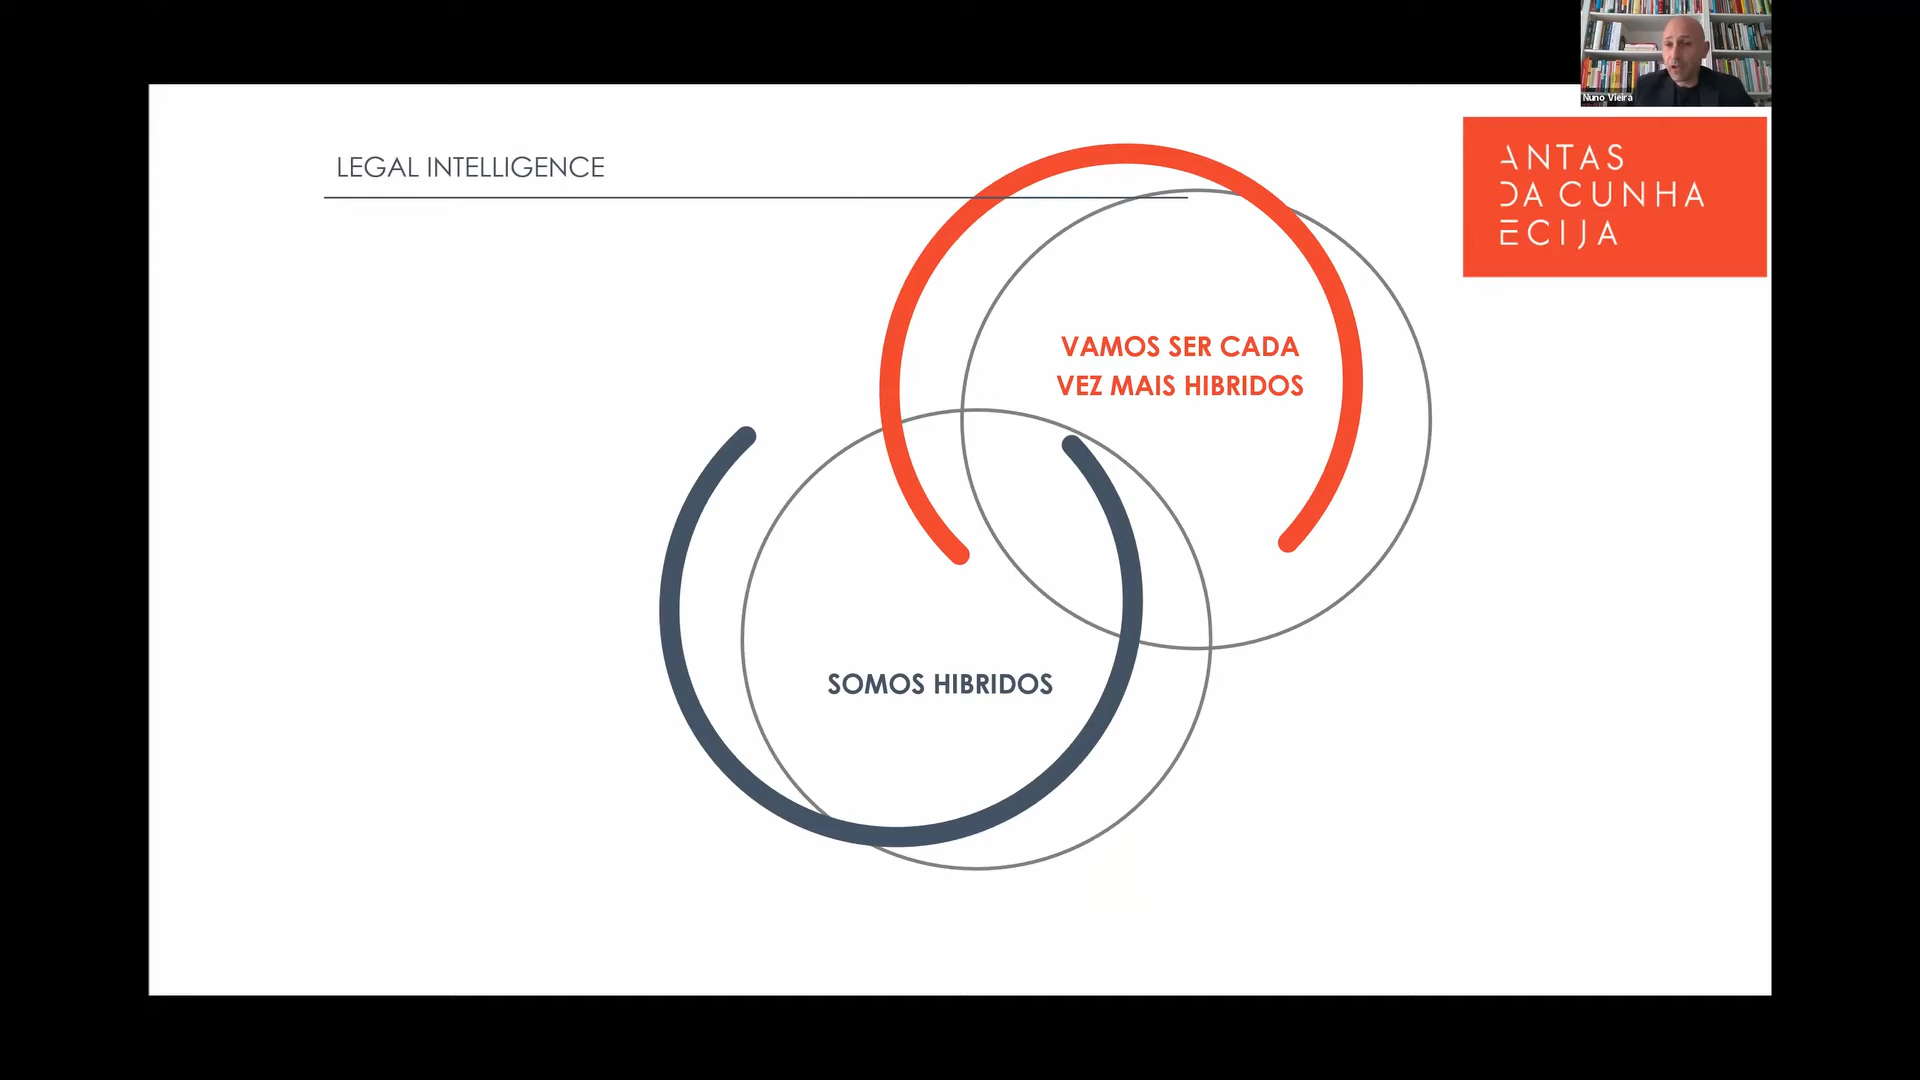 Nuno Vieira
LEGAL INTELLIGENCE
ANTAS
DA CUNHA
ECIJA
VAMOS SER CADA
VEZ MAIS HIBRIDOS
SOMOS HIBRIDOS